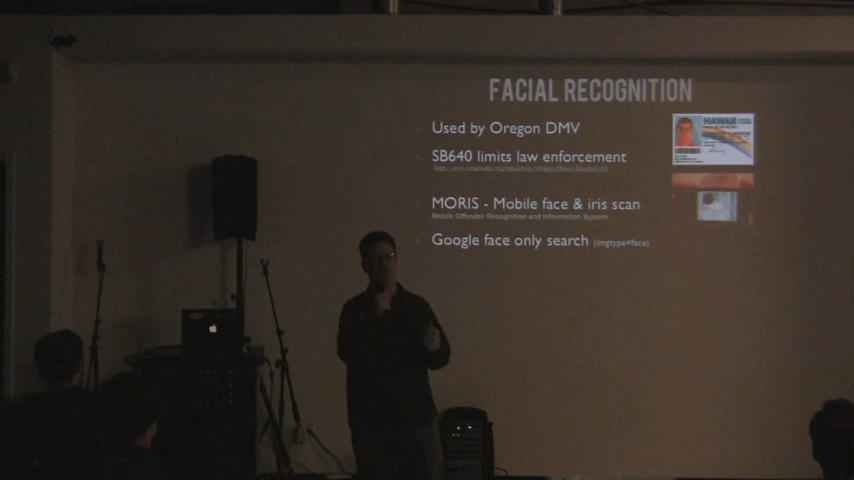 FACIAL RECOGNITION
Used by Oregon DMV
SB640 limits law enforcement
MORIS - Mobile face & iris scan
Mobile Offender Recognition and Information System
Google face only search (imgtype=face)
HAWAII